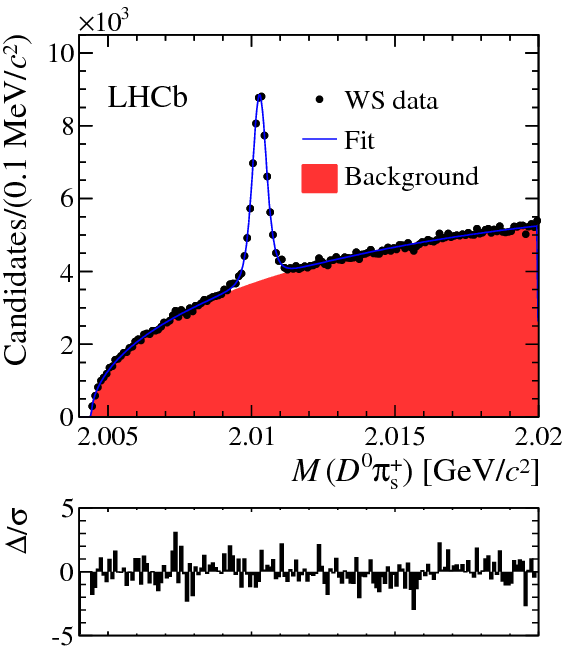 ×10³
10
8
6
4
2
0
Candidates/(0.1 MeV/c²)
LHCb
WS data
Fit
Background
2.005 2.01 2.015 2.02
M(D⁰πₛ⁺) [GeV/c²]
5
0
-5
Δ/σ